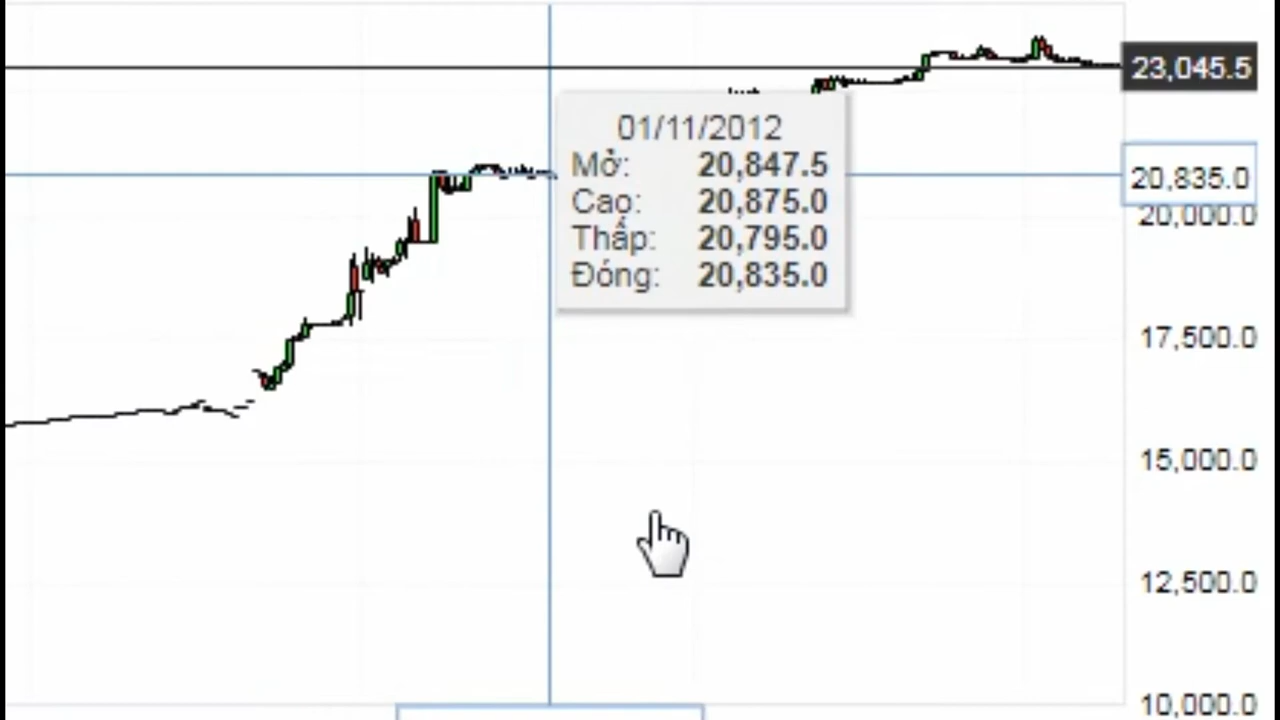 23,045.5
01/11/2012
Mở: 20,847.5
Cao: 20,875.0
Thấp: 20,795.0
Đóng: 20,835.0
20,835.0
20,000.0
17,500.0
15,000.0
12,500.0
10,000.0